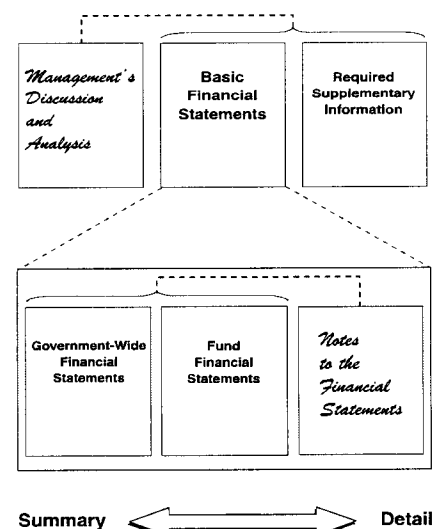 Management's
Discussion
and
Analysis
Basic
Financial
Statements
Required
Supplementary
Information
Government-Wide
Financial
Statements
Fund
Financial
Statements
Notes
to the
Financial
Statements
Summary
Detail